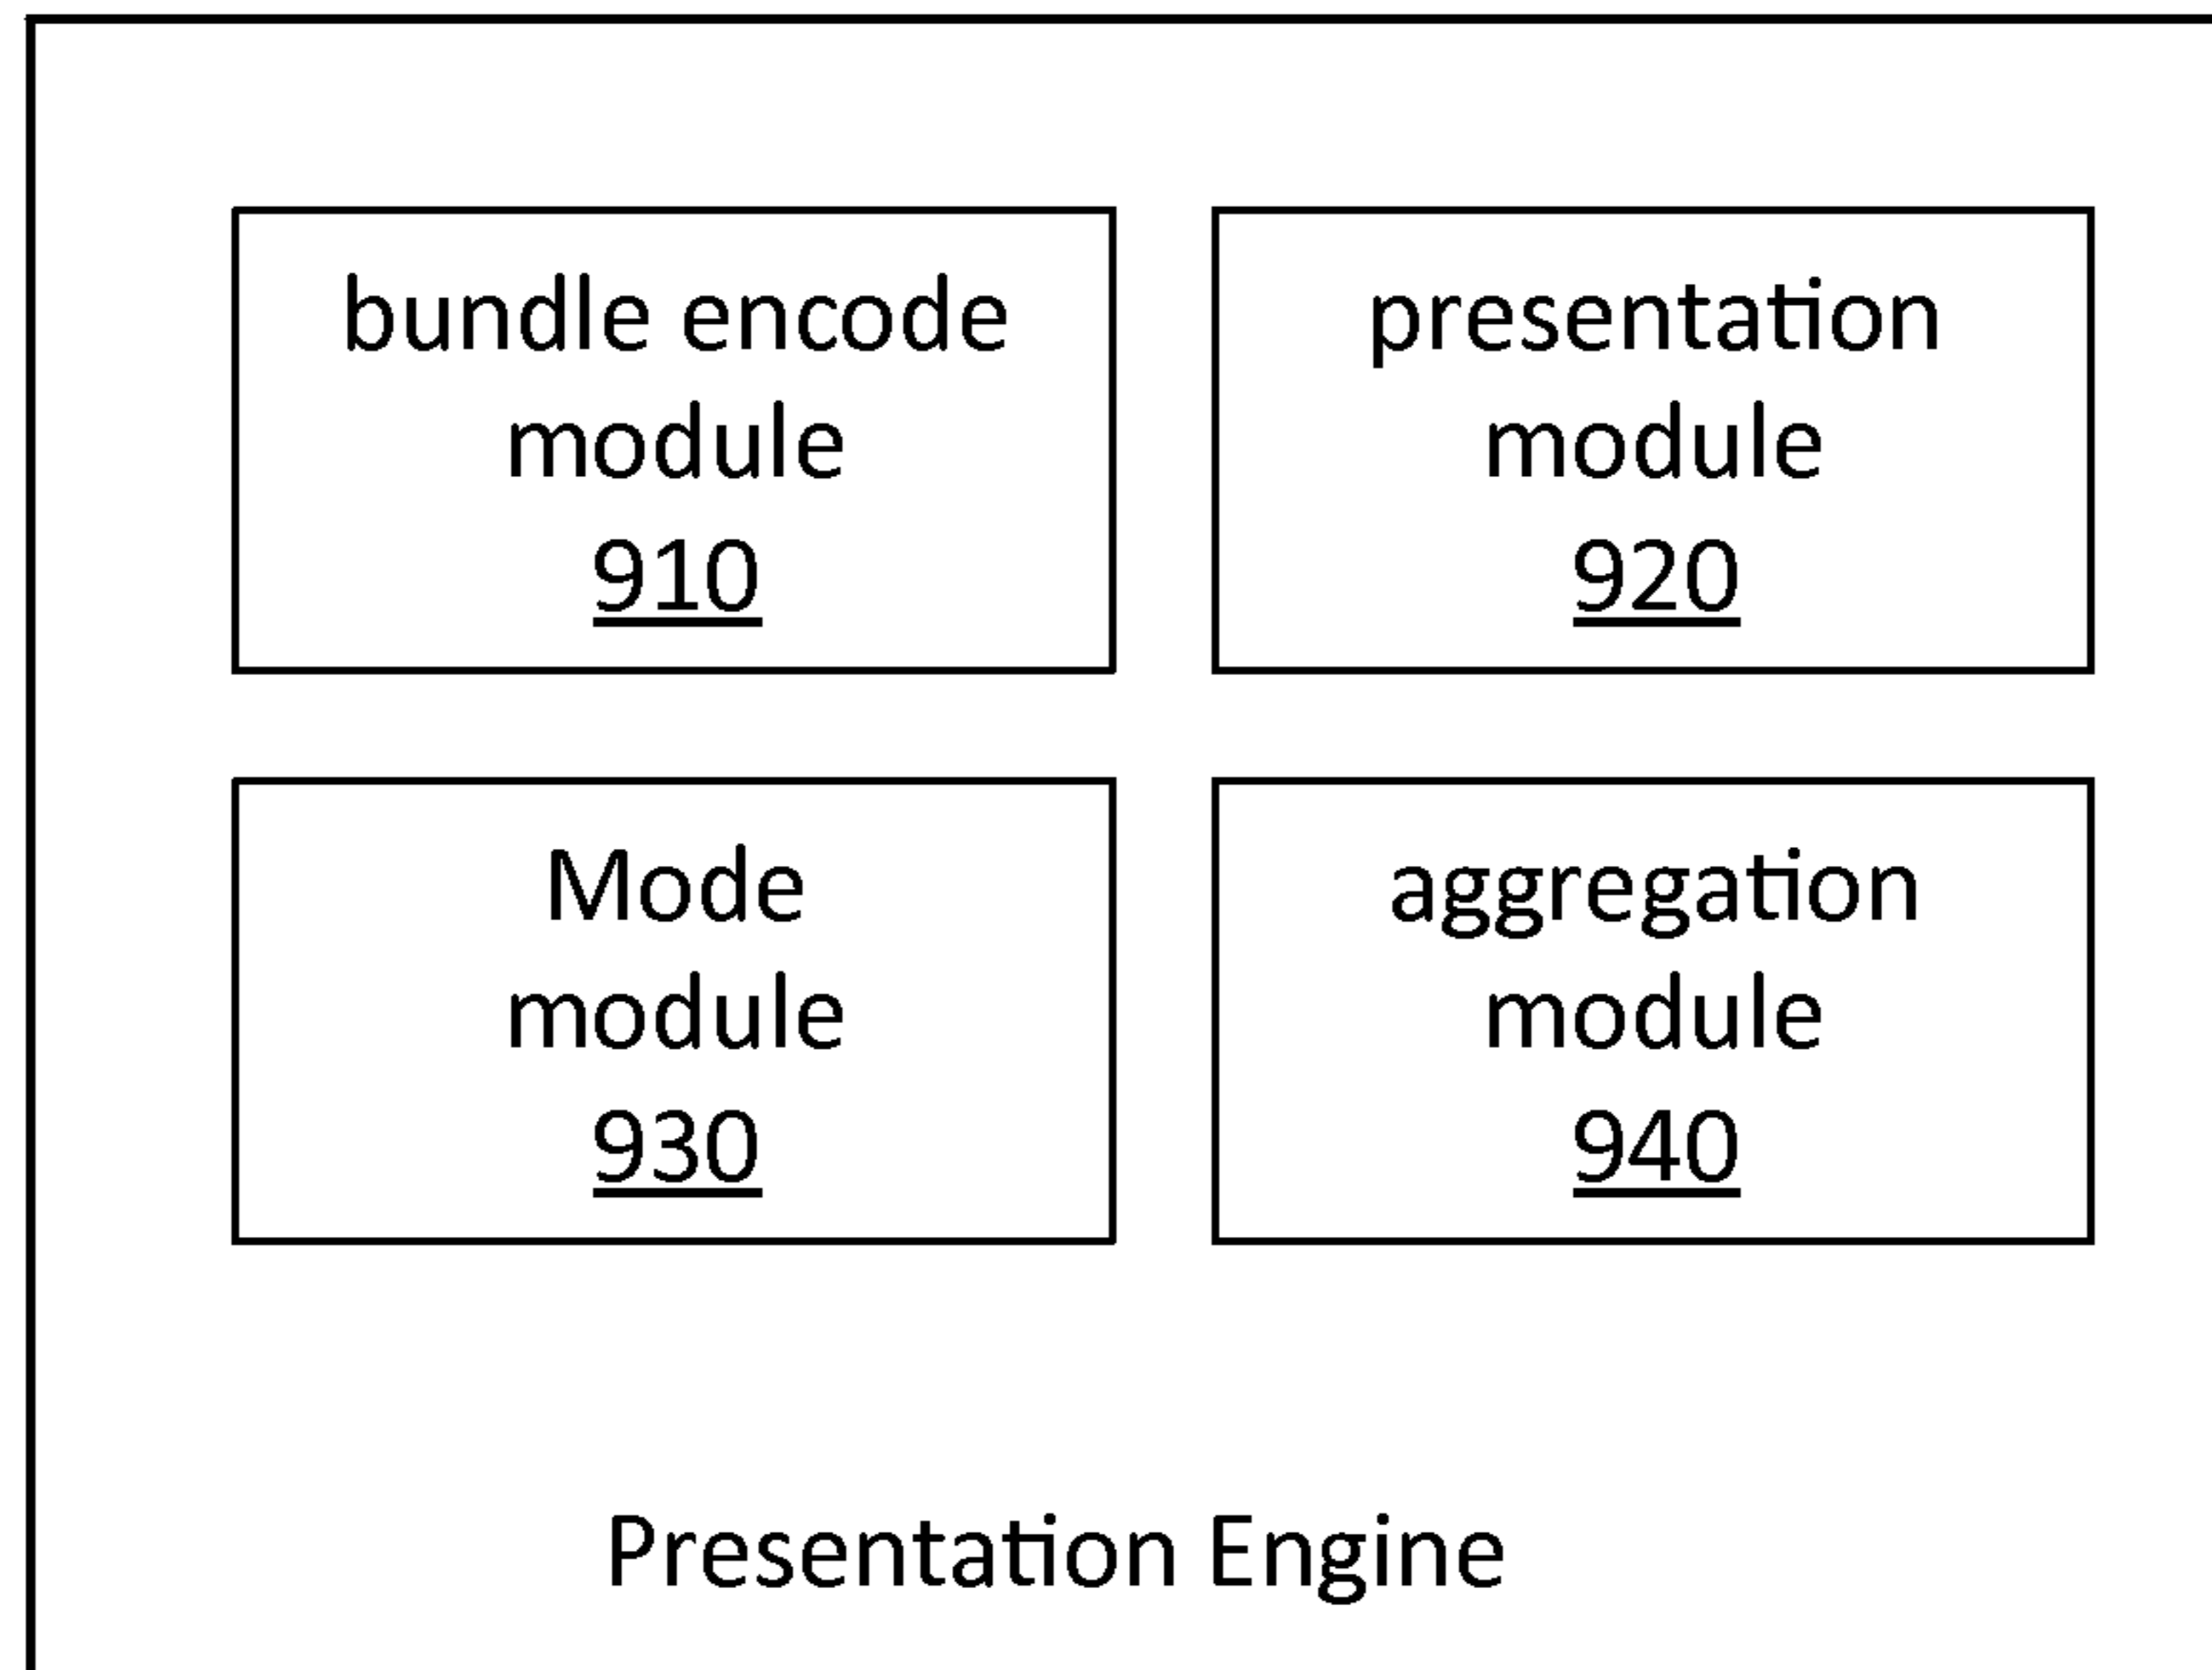 bundle encode
module
910
presentation
module
920
Mode
module
930
aggregation
module
940
Presentation Engine